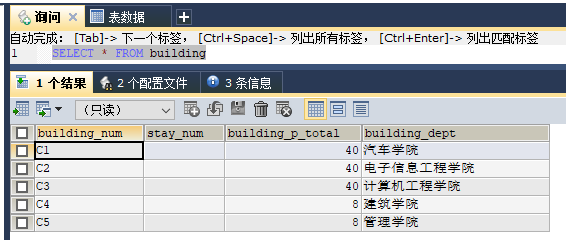 询问 × 表数据
自动完成： [Tab]-> 下一个标签， [Ctrl+Space]-> 列出所有标签， [Ctrl+Enter]-> 列出匹配标签
1 SELECT * FROM building
1 个结果 2 个配置文件 3 条信息
（只读）
building_num stay_num building_p_total building_dept
C1 40 汽车学院
C2 40 电子信息工程学院
C3 40 计算机工程学院
C4 8 建筑学院
C5 8 管理学院